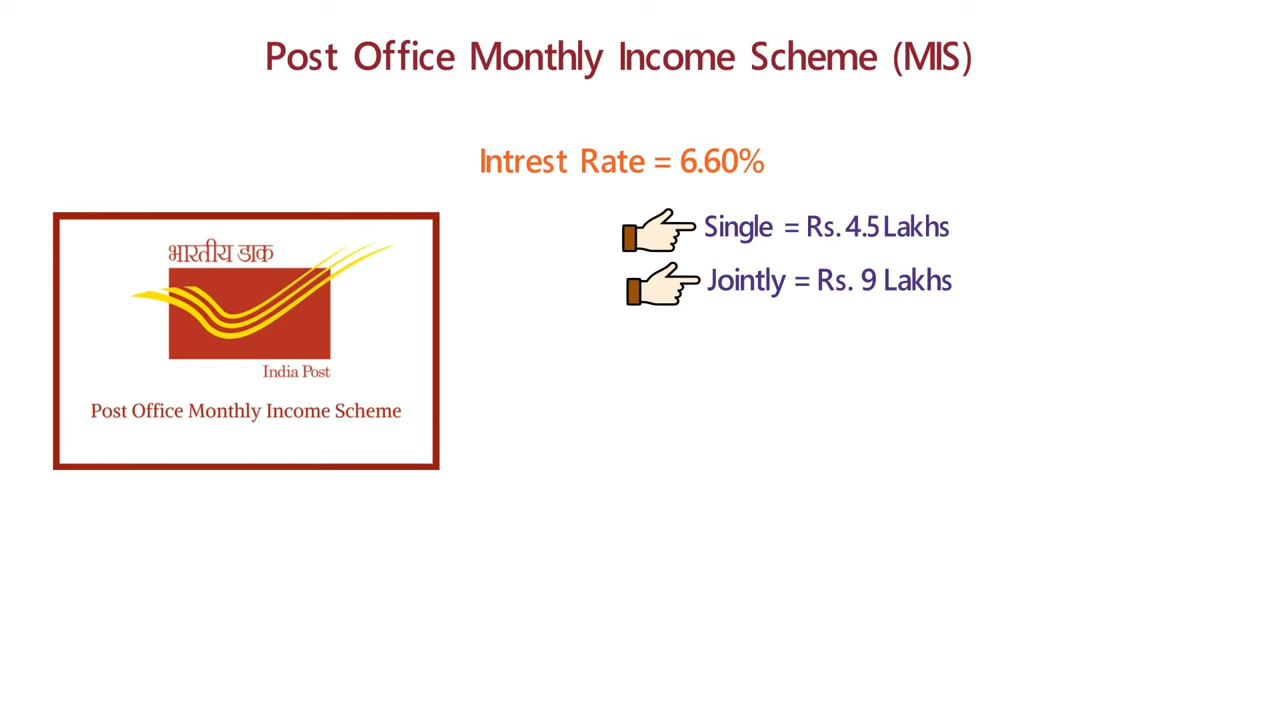 Post Office Monthly Income Scheme (MIS)
Intrest Rate = 6.60%
Single = Rs. 4.5 Lakhs
Jointly = Rs. 9 Lakhs
भारतीय डाक
India Post
Post Office Monthly Income Scheme